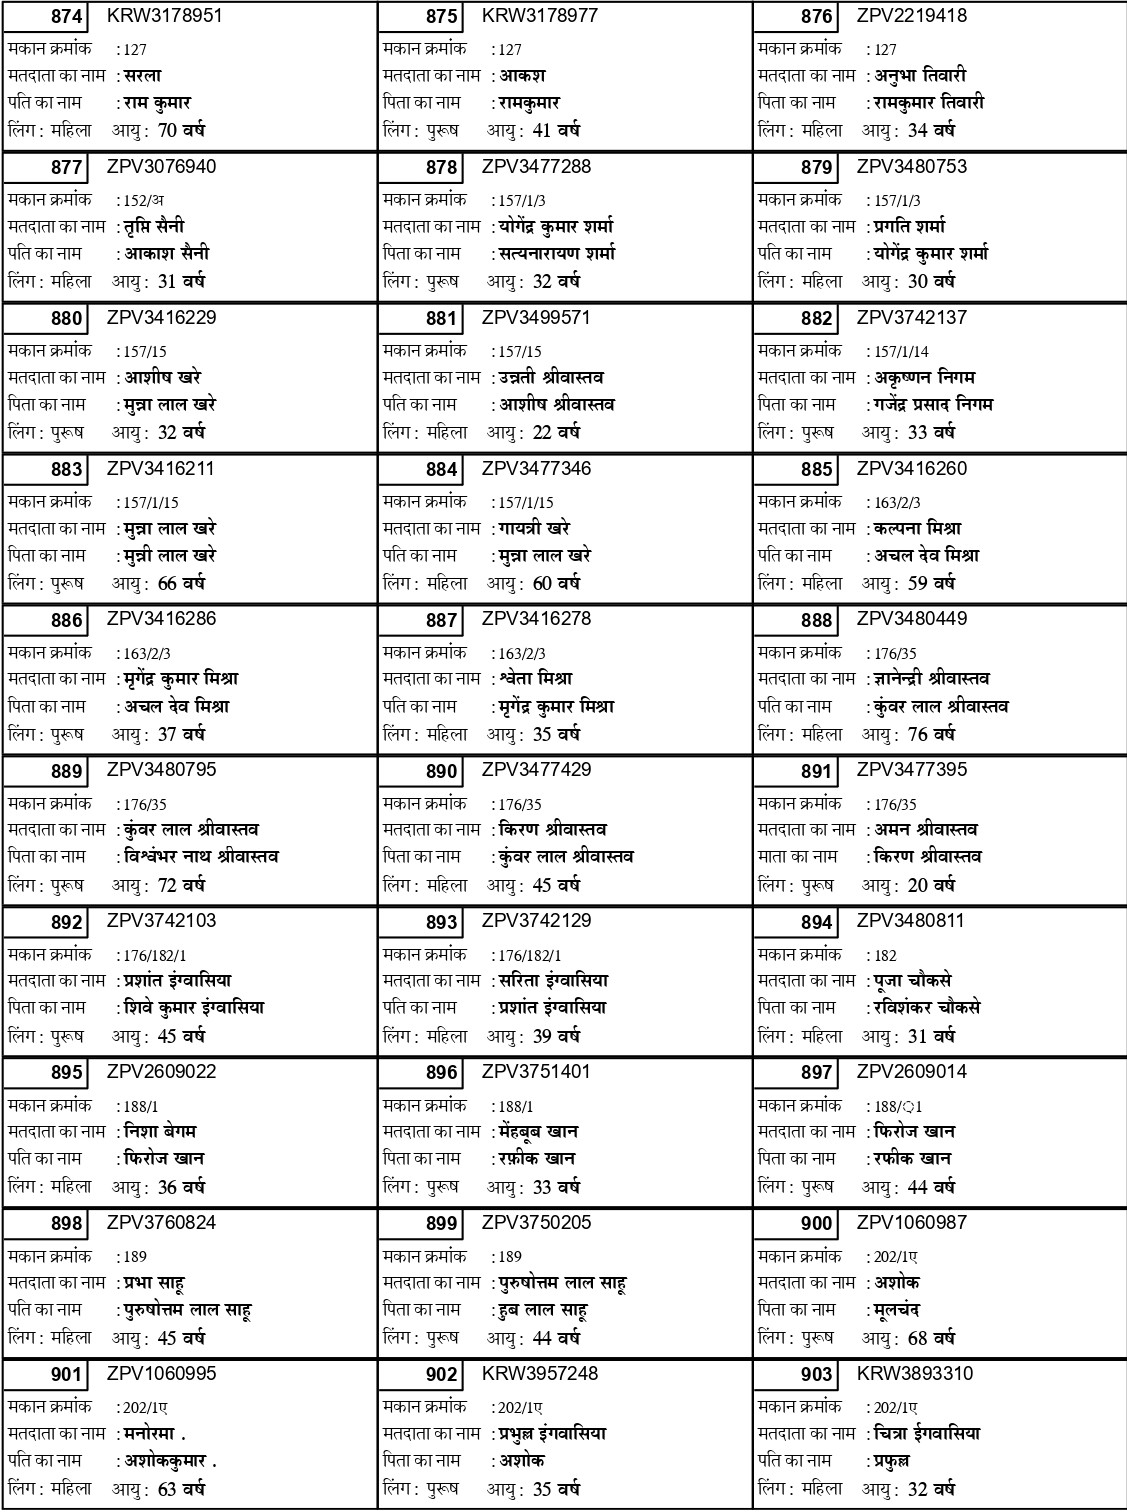 874 KRW3178951
मकान क्रमांक : 127
मतदाता का नाम : सरला
पति का नाम : राम कुमार
लिंग : महिला आयु : 70 वर्ष
875 KRW3178977
मकान क्रमांक : 127
मतदाता का नाम : आकश
पिता का नाम : रामकुमार
लिंग : पुरूष आयु : 41 वर्ष
876 ZPV2219418
मकान क्रमांक : 127
मतदाता का नाम : अनुभा तिवारी
पिता का नाम : रामकुमार तिवारी
लिंग : महिला आयु : 34 वर्ष
877 ZPV3076940
मकान क्रमांक : 152/अ
मतदाता का नाम : तृप्ति सैनी
पति का नाम : आकाश सैनी
लिंग : महिला आयु : 31 वर्ष
878 ZPV3477288
मकान क्रमांक : 157/1/3
मतदाता का नाम : योगेंद्र कुमार शर्मा
पिता का नाम : सत्यनारायण शर्मा
लिंग : पुरूष आयु : 32 वर्ष
879 ZPV3480753
मकान क्रमांक : 157/1/3
मतदाता का नाम : प्रगति शर्मा
पति का नाम : योगेंद्र कुमार शर्मा
लिंग : महिला आयु : 30 वर्ष
880 ZPV3416229
मकान क्रमांक : 157/15
मतदाता का नाम : आशीष खरे
पिता का नाम : मुन्ना लाल खरे
लिंग : पुरूष आयु : 32 वर्ष
881 ZPV3499571
मकान क्रमांक : 157/15
मतदाता का नाम : उन्नती श्रीवास्तव
पति का नाम : आशीष श्रीवास्तव
लिंग : महिला आयु : 22 वर्ष
882 ZPV3742137
मकान क्रमांक : 157/1/14
मतदाता का नाम : अकृष्णन निगम
पिता का नाम : गजेंद्र प्रसाद निगम
लिंग : पुरूष आयु : 33 वर्ष
883 ZPV3416211
मकान क्रमांक : 157/1/15
मतदाता का नाम : मुन्ना लाल खरे
पिता का नाम : मुन्नी लाल खरे
लिंग : पुरूष आयु : 66 वर्ष
884 ZPV3477346
मकान क्रमांक : 157/1/15
मतदाता का नाम : गायत्री खरे
पति का नाम : मुन्ना लाल खरे
लिंग : महिला आयु : 60 वर्ष
885 ZPV3416260
मकान क्रमांक : 163/2/3
मतदाता का नाम : कल्पना मिश्रा
पति का नाम : अचल देव मिश्रा
लिंग : महिला आयु : 59 वर्ष
886 ZPV3416286
मकान क्रमांक : 163/2/3
मतदाता का नाम : मृगेंद्र कुमार मिश्रा
पिता का नाम : अचल देव मिश्रा
लिंग : पुरूष आयु : 37 वर्ष
887 ZPV3416278
मकान क्रमांक : 163/2/3
मतदाता का नाम : श्वेता मिश्रा
पति का नाम : मृगेंद्र कुमार मिश्रा
लिंग : महिला आयु : 35 वर्ष
888 ZPV3480449
मकान क्रमांक : 176/35
मतदाता का नाम : ज्ञानेन्द्री श्रीवास्तव
पति का नाम : कुंवर लाल श्रीवास्तव
लिंग : महिला आयु : 76 वर्ष
889 ZPV3480795
मकान क्रमांक : 176/35
मतदाता का नाम : कुंवर लाल श्रीवास्तव
पिता का नाम : विश्वंभर नाथ श्रीवास्तव
लिंग : पुरूष आयु : 72 वर्ष
890 ZPV3477429
मकान क्रमांक : 176/35
मतदाता का नाम : किरण श्रीवास्तव
पिता का नाम : कुंवर लाल श्रीवास्तव
लिंग : महिला आयु : 45 वर्ष
891 ZPV3477395
मकान क्रमांक : 176/35
मतदाता का नाम : अमन श्रीवास्तव
माता का नाम : किरण श्रीवास्तव
लिंग : पुरूष आयु : 20 वर्ष
892 ZPV3742103
मकान क्रमांक : 176/182/1
मतदाता का नाम : प्रशांत इंग्वासिया
पिता का नाम : शिवे कुमार इंग्वासिया
लिंग : पुरूष आयु : 45 वर्ष
893 ZPV3742129
मकान क्रमांक : 176/182/1
मतदाता का नाम : सरिता इंग्वासिया
पति का नाम : प्रशांत इंग्वासिया
लिंग : महिला आयु : 39 वर्ष
894 ZPV3480811
मकान क्रमांक : 182
मतदाता का नाम : पूजा चौकसे
पिता का नाम : रविशंकर चौकसे
लिंग : महिला आयु : 31 वर्ष
895 ZPV2609022
मकान क्रमांक : 188/1
मतदाता का नाम : निशा बेगम
पति का नाम : फिरोज खान
लिंग : महिला आयु : 36 वर्ष
896 ZPV3751401
मकान क्रमांक : 188/1
मतदाता का नाम : मेंहबूब खान
पिता का नाम : रफ़ीक खान
लिंग : पुरूष आयु : 33 वर्ष
897 ZPV2609014
मकान क्रमांक : 188/़1
मतदाता का नाम : फिरोज खान
पिता का नाम : रफीक खान
लिंग : पुरूष आयु : 44 वर्ष
898 ZPV3760824
मकान क्रमांक : 189
मतदाता का नाम : प्रभा साहू
पति का नाम : पुरुषोत्तम लाल साहू
लिंग : महिला आयु : 45 वर्ष
899 ZPV3750205
मकान क्रमांक : 189
मतदाता का नाम : पुरुषोत्तम लाल साहू
पिता का नाम : हुब लाल साहू
लिंग : पुरूष आयु : 44 वर्ष
900 ZPV1060987
मकान क्रमांक : 202/1ए
मतदाता का नाम : अशोक
पिता का नाम : मूलचंद
लिंग : पुरूष आयु : 68 वर्ष
901 ZPV1060995
मकान क्रमांक : 202/1ए
मतदाता का नाम : मनोरमा .
पति का नाम : अशोककुमार .
लिंग : महिला आयु : 63 वर्ष
902 KRW3957248
मकान क्रमांक : 202/1ए
मतदाता का नाम : प्रभुल्ल इंगवासिया
पिता का नाम : अशोक
लिंग : पुरूष आयु : 35 वर्ष
903 KRW3893310
मकान क्रमांक : 202/1ए
मतदाता का नाम : चित्रा ईगवासिया
पति का नाम : प्रफुल्ल
लिंग : महिला आयु : 32 वर्ष